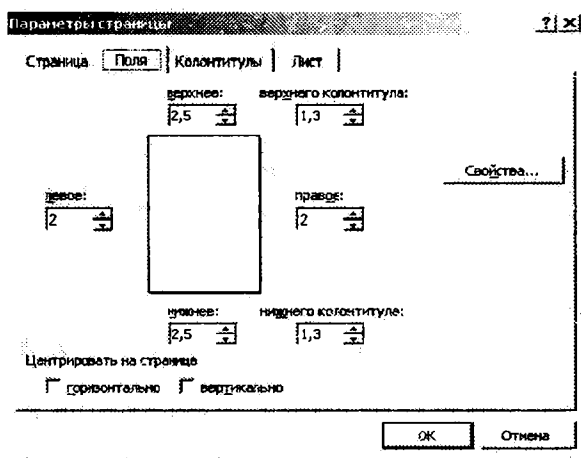 Параметры страницы ? ×
Страница Поля Колонтитулы Лист
верхнее: верхнего колонтитула:
2,5 1,3
Свойства...
левое: правое:
2 2
нижнее: нижнего колонтитула:
2,5 1,3
Центрировать на странице
горизонтально вертикально
ОК Отмена